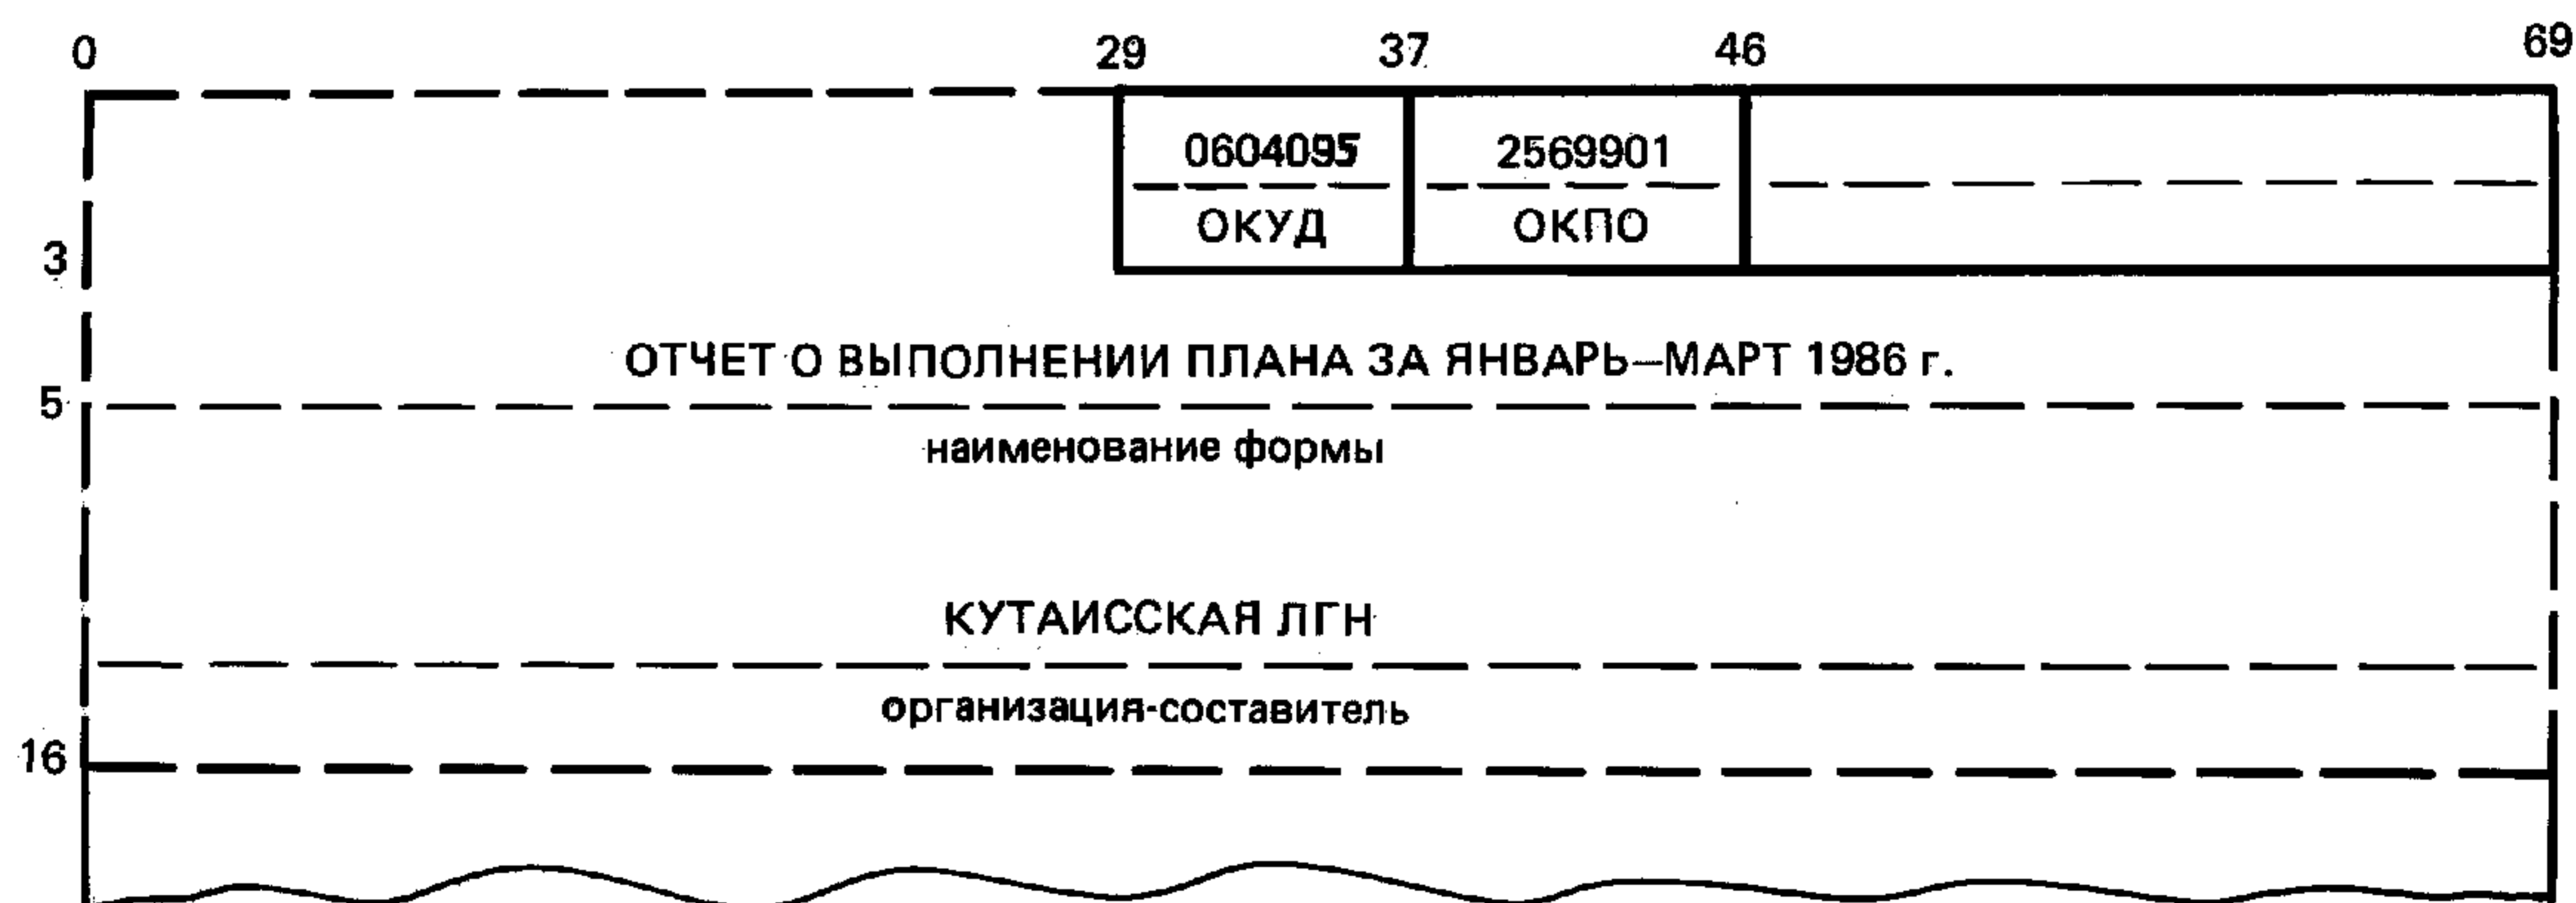 0 29 37 46 69
0604095 2569901
ОКУД ОКПО
3
ОТЧЕТ О ВЫПОЛНЕНИИ ПЛАНА ЗА ЯНВАРЬ—МАРТ 1986 г.
5
наименование формы
КУТАИССКАЯ ЛГН
организация-составитель
16